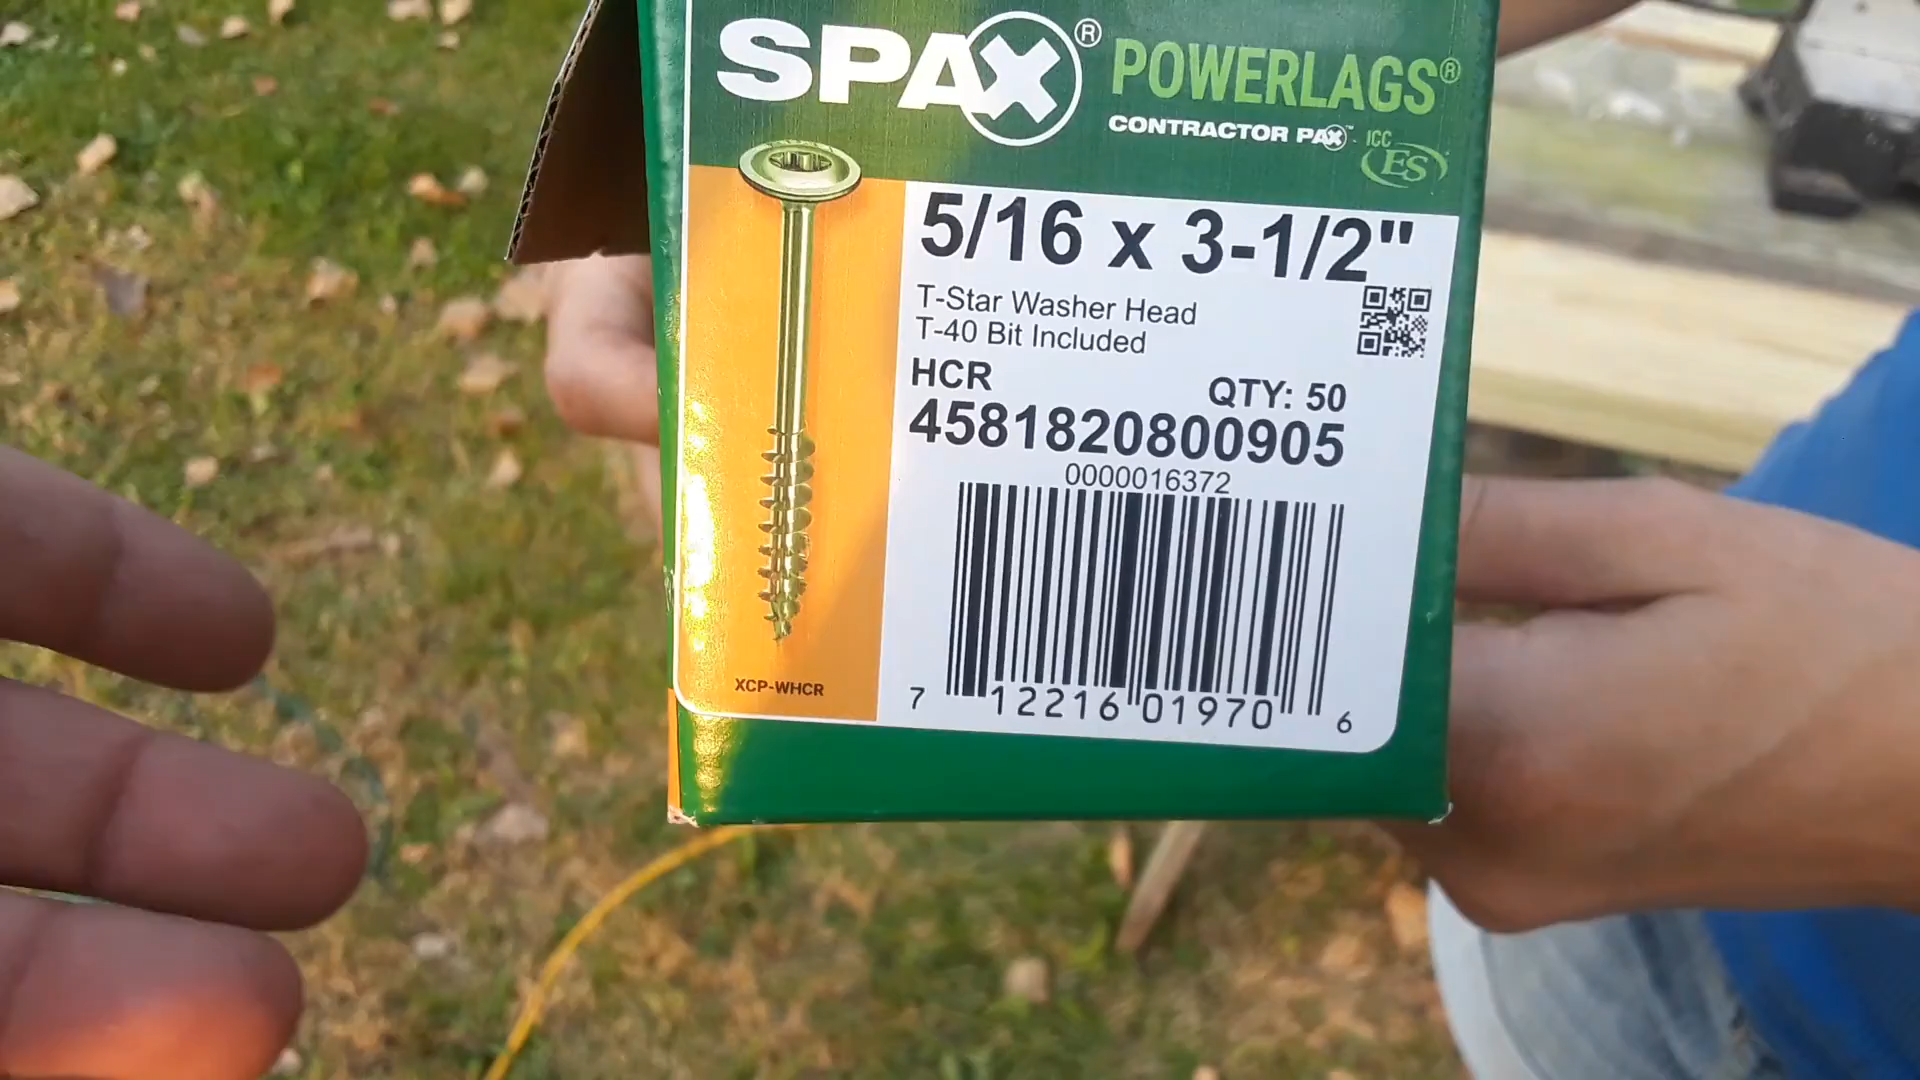 SPAX®
POWERLAGS®
CONTRACTOR PAX™
ICC
ES
5/16 x 3-1/2"
T-Star Washer Head
T-40 Bit Included
HCR
QTY: 50
4581820800905
0000016372
7 12216 01970 6
XCP-WHCR